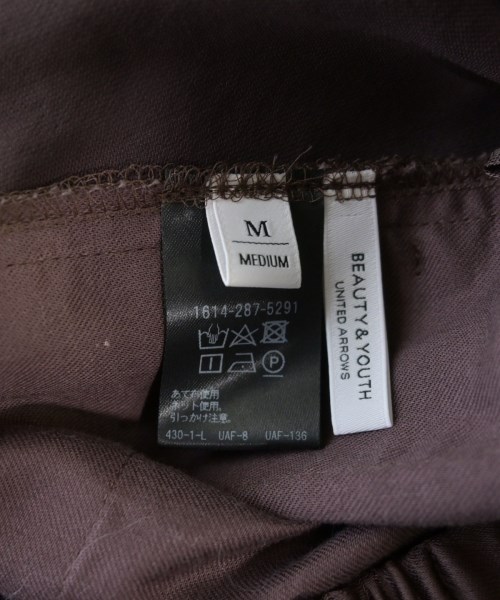 M
MEDIUM
1614-287-5291
P
あて布使用
ネット使用。
引っかけ注意。
430-1-L UAF-8 UAF-136
BEAUTY & YOUTH
UNITED ARROWS